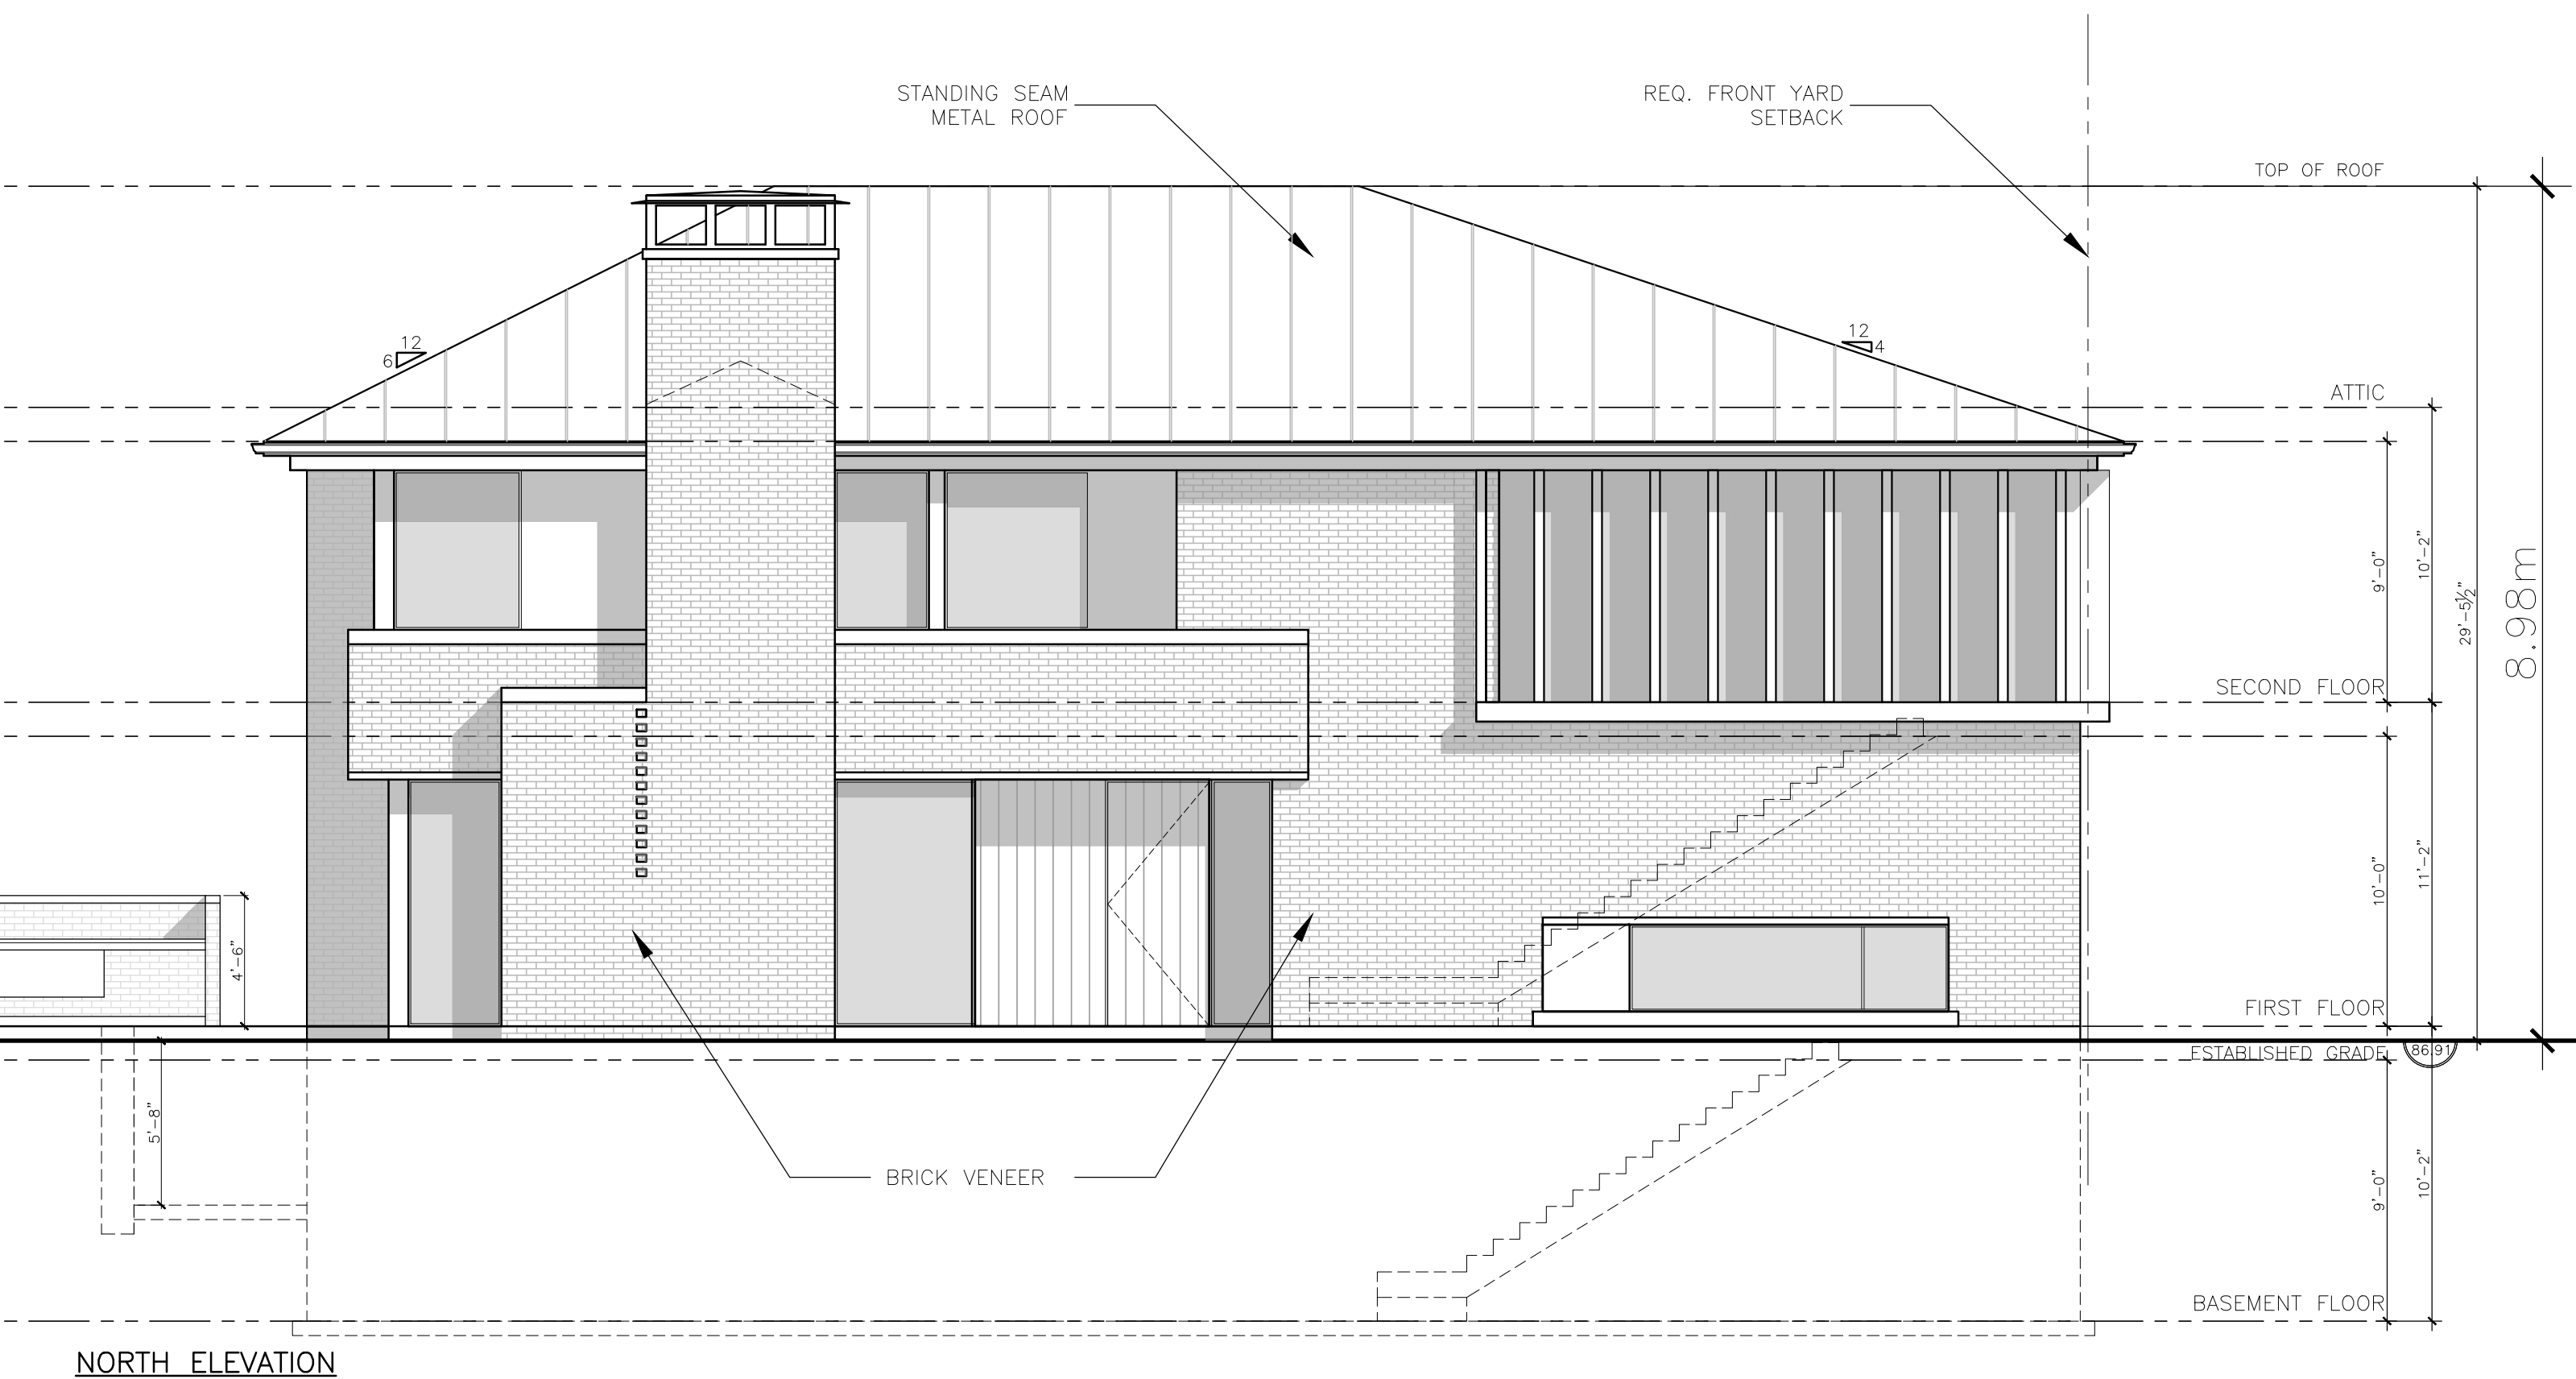 STANDING SEAM
METAL ROOF
REQ. FRONT YARD
SETBACK
TOP OF ROOF
12
6
12
4
ATTIC
9'-0"
10'-2"
29'-5½"
8.98m
SECOND FLOOR
10'-0"
11'-2"
4'-6"
FIRST FLOOR
ESTABLISHED GRADE
86.91
5'-8"
BRICK VENEER
9'-0"
10'-2"
BASEMENT FLOOR
NORTH ELEVATION